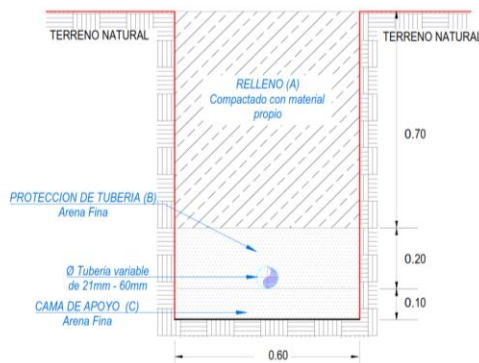 TERRENO NATURAL
TERRENO NATURAL
RELLENO (A)
Compactado con material
propio
0.70
PROTECCION DE TUBERIA (B)
Arena Fina
0.20
Ø Tuberia variable
de 21mm - 60mm
CAMA DE APOYO (C)
Arena Fina
0.10
0.60